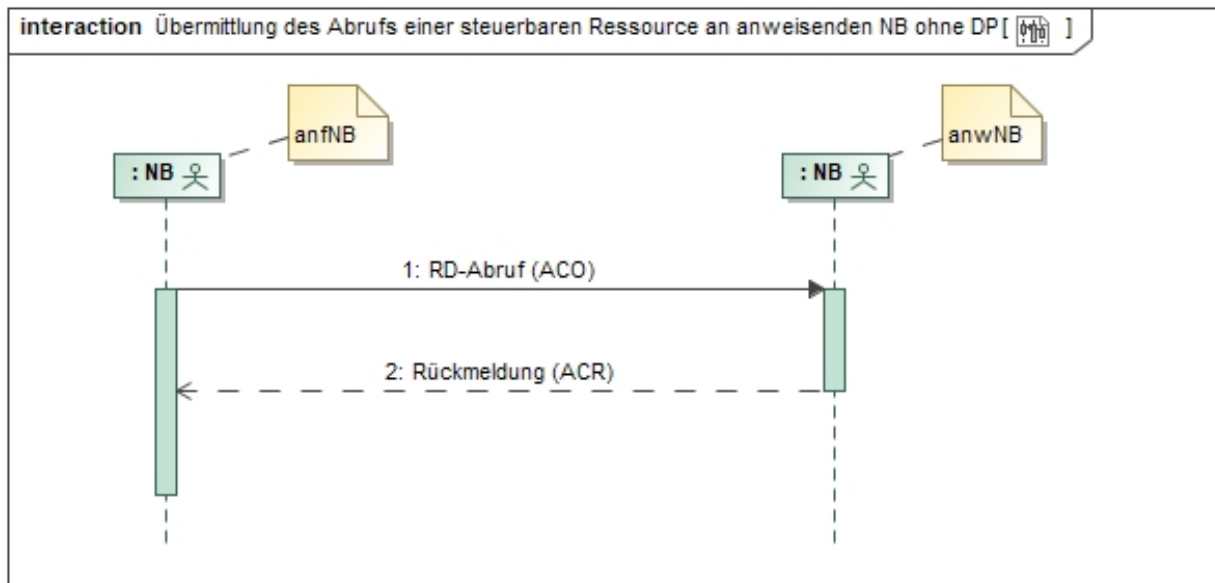 interaction Übermittlung des Abrufs einer steuerbaren Ressource an anweisenden NB ohne DP[ ]
anfNB
anwNB
: NB
: NB
1: RD-Abruf (ACO)
2: Rückmeldung (ACR)